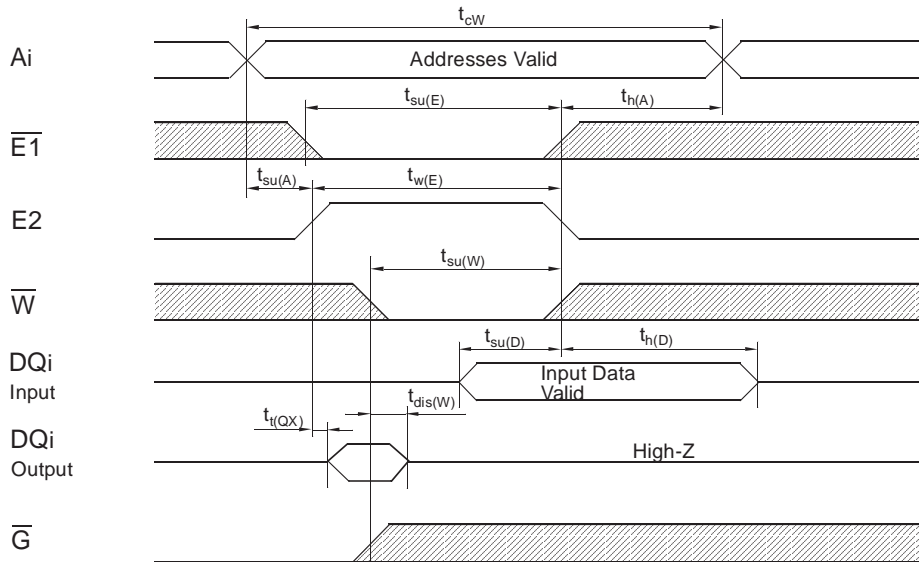 tcW
Ai
Addresses Valid
tsu(E)
th(A)
E1
tsu(A)
tw(E)
E2
tsu(W)
W
tsu(D)
th(D)
DQi
Input
Input Data
Valid
tdis(W)
tt(QX)
DQi
Output
High-Z
G